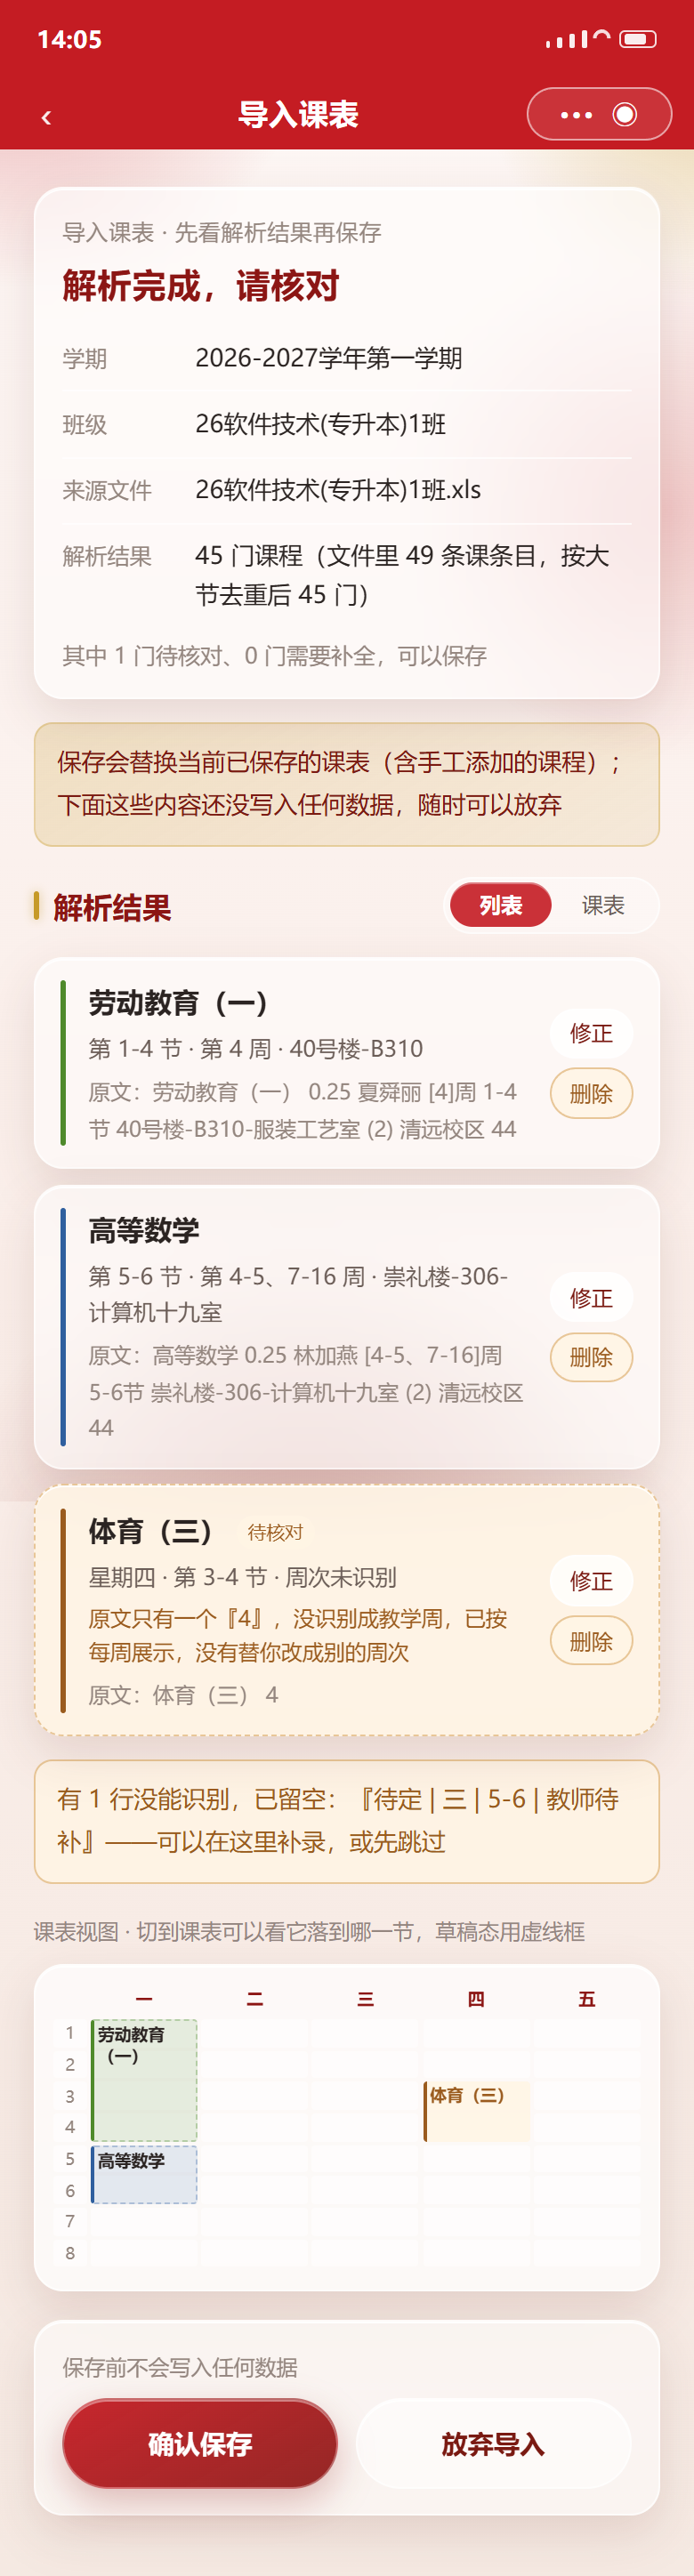 14:05
‹ 导入课表
导入课表 · 先看解析结果再保存
解析完成，请核对
学期 2026-2027学年第一学期
班级 26软件技术(专升本)1班
来源文件 26软件技术(专升本)1班.xls
解析结果 45 门课程（文件里 49 条课条目，按大
节去重后 45 门）
其中 1 门待核对、0 门需要补全，可以保存
保存会替换当前已保存的课表（含手工添加的课程）；
下面这些内容还没写入任何数据，随时可以放弃
解析结果 列表 课表
劳动教育（一）
第 1-4 节 · 第 4 周 · 40号楼-B310
原文：劳动教育（一） 0.25 夏舜丽 [4]周 1-4
节 40号楼-B310-服装工艺室 (2) 清远校区 44
修正
删除
高等数学
第 5-6 节 · 第 4-5、7-16 周 · 崇礼楼-306-
计算机十九室
原文：高等数学 0.25 林加燕 [4-5、7-16]周
5-6节 崇礼楼-306-计算机十九室 (2) 清远校区
44
修正
删除
体育（三） 待核对
星期四 · 第 3-4 节 · 周次未识别
原文只有一个『4』，没识别成教学周，已按
每周展示，没有替你改成别的周次
原文：体育（三） 4
修正
删除
有 1 行没能识别，已留空：『待定 | 三 | 5-6 | 教师待
补』——可以在这里补录，或先跳过
课表视图 · 切到课表可以看它落到哪一节，草稿态用虚线框
一 二 三 四 五
1 劳动教育
2 （一）
3 体育（三）
4
5 高等数学
6
7
8
保存前不会写入任何数据
确认保存 放弃导入